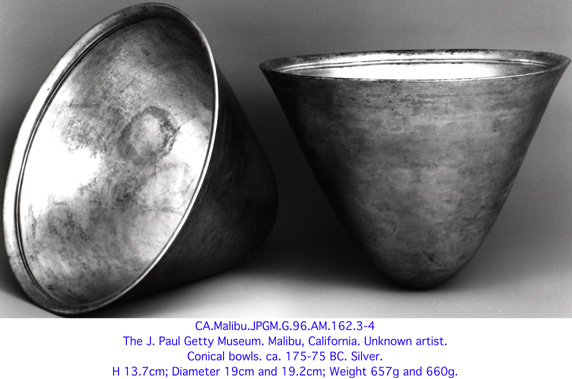 CA.Malibu.JPGM.G.96.AM.162.3-4
The J. Paul Getty Museum. Malibu, California. Unknown artist.
Conical bowls. ca. 175-75 BC. Silver.
H 13.7cm; Diameter 19cm and 19.2cm; Weight 657g and 660g.